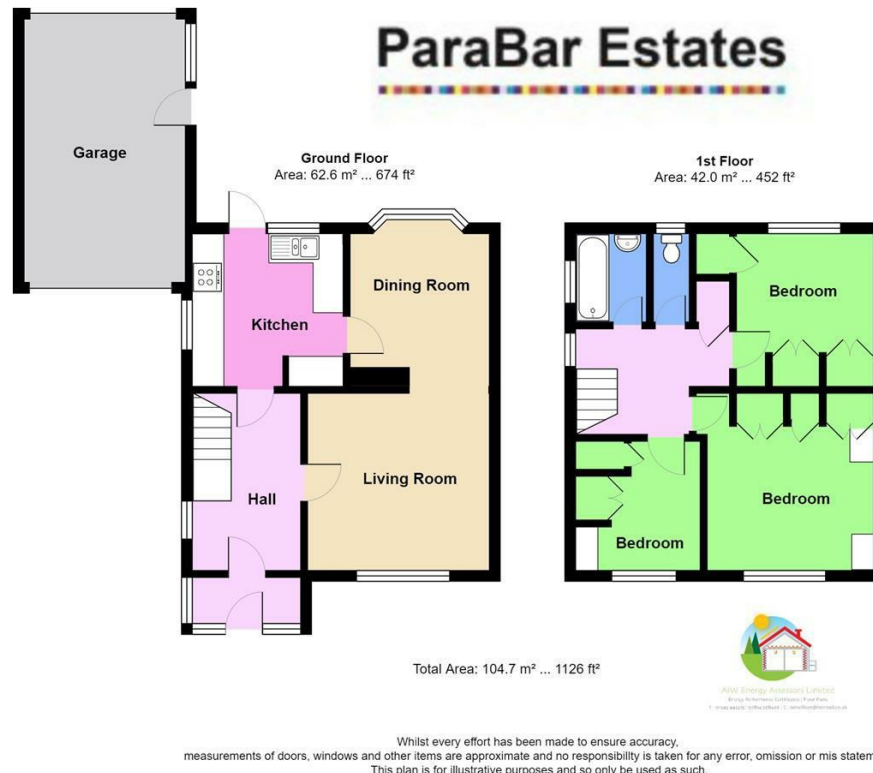 ParaBar Estates
Garage
Ground Floor
Area: 62.6 m² ... 674 ft²
1st Floor
Area: 42.0 m² ... 452 ft²
Dining Room
Kitchen
Living Room
Hall
Bedroom
Bedroom
Bedroom
Total Area: 104.7 m² ... 1126 ft²
AIW Energy Assessors Limited
Whilst every effort has been made to ensure accuracy,
measurements of doors, windows and other items are approximate and no responsibillty is taken for any error, omission or mis statem
This plan is for illustrative purposes and so only be used as such.